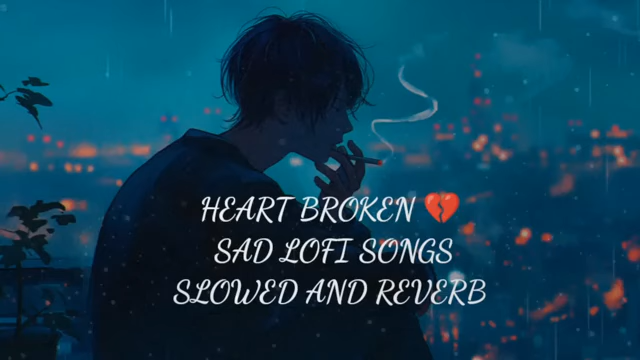 HEART BROKEN 💔
SAD LOFI SONGS
SLOWED AND REVERB